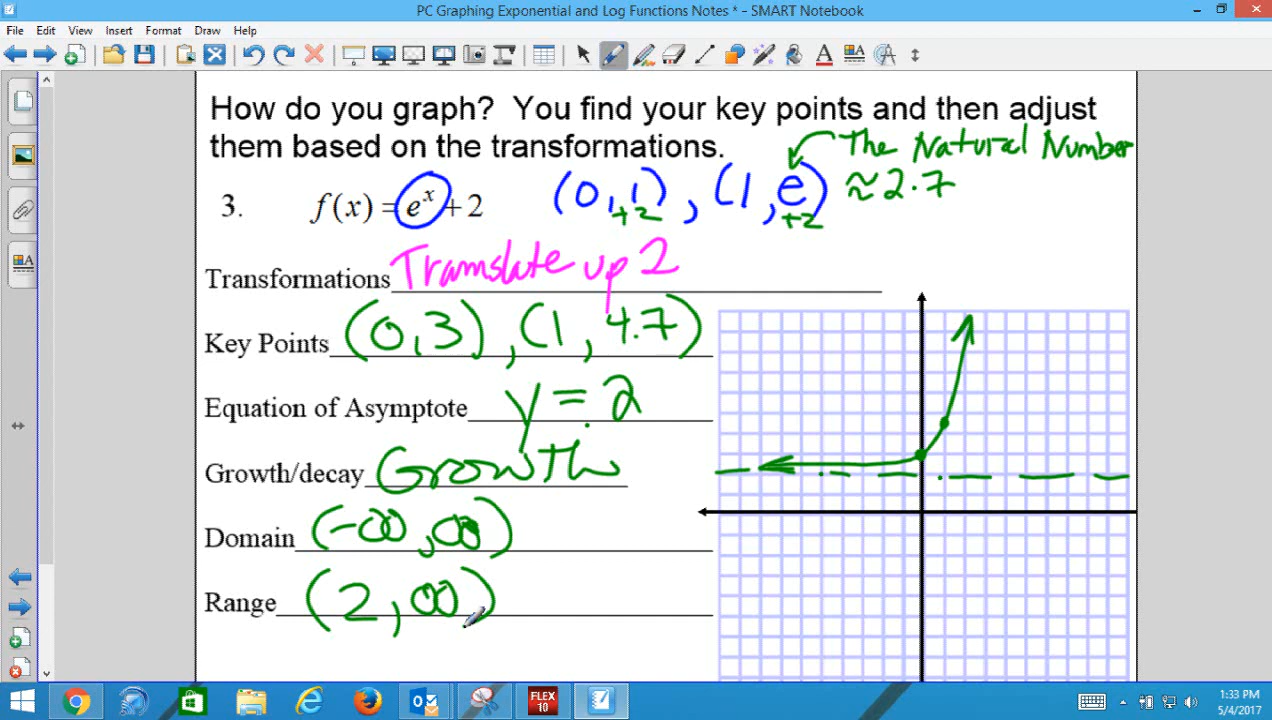 PC Graphing Exponential and Log Functions Notes * - SMART Notebook
File Edit View Insert Format Draw Help
How do you graph? You find your key points and then adjust
them based on the transformations.
The Natural Number
≈2.7
3. f(x) = e^x + 2 (0, 1), (1, e)
+2 +2
Transformations Translate up 2
Key Points (0,3), (1, 4.7)
Equation of Asymptote y = 2
Growth/decay Growth
Domain (-∞, ∞)
Range (2, ∞)
FLEX
10
1:33 PM
5/4/2017